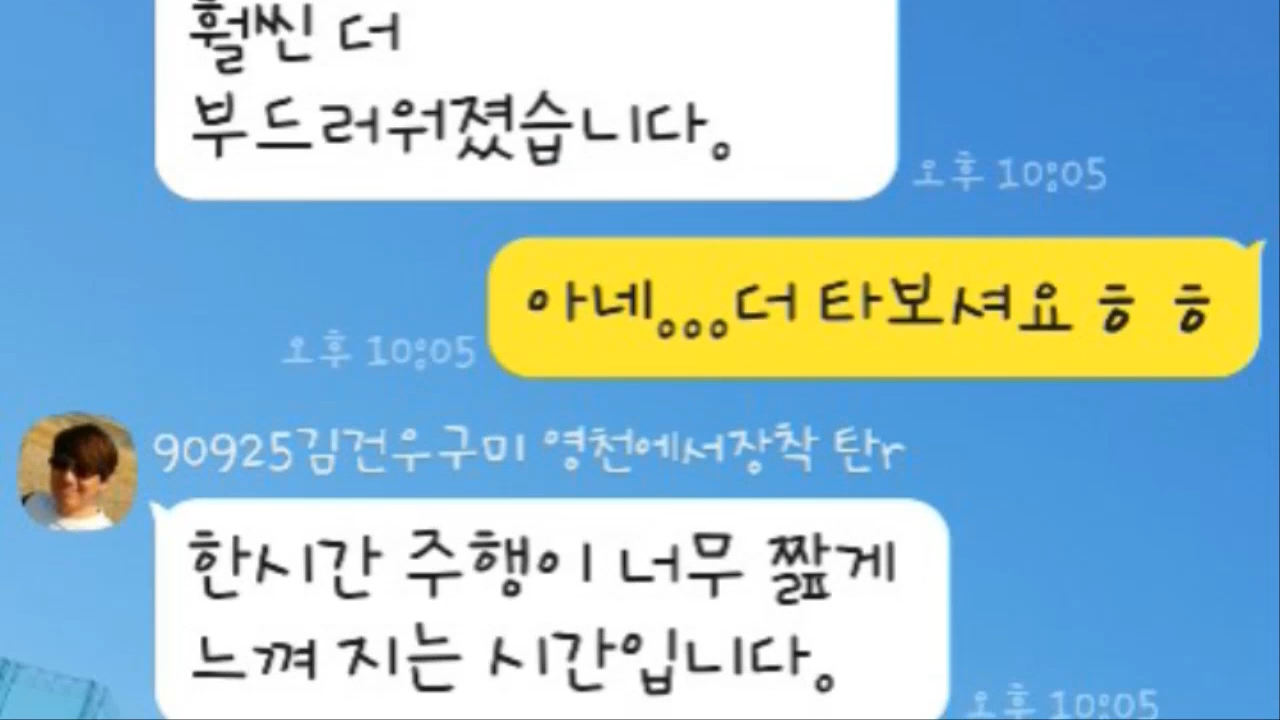 훨씬 더
부드러워졌습니다.
오후 10:05
아네...더 타보셔요 ㅎ ㅎ
오후 10:05
90925김건우구미 영천에서장착 탄r
한시간 주행이 너무 짧게
느껴 지는 시간입니다.
오후 10:05